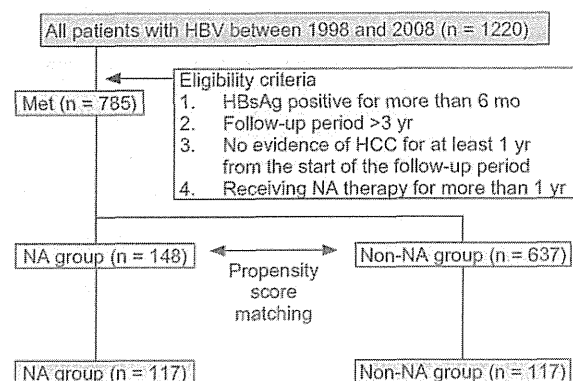 All patients with HBV between 1998 and 2008 (n = 1220)
Met (n = 785)
Eligibility criteria
1. HBsAg positive for more than 6 mo
2. Follow-up period >3 yr
3. No evidence of HCC for at least 1 yr
from the start of the follow-up period
4. Receiving NA therapy for more than 1 yr
NA group (n = 148)
Propensity
score
matching
Non-NA group (n = 637)
NA group (n = 117)
Non-NA group (n = 117)